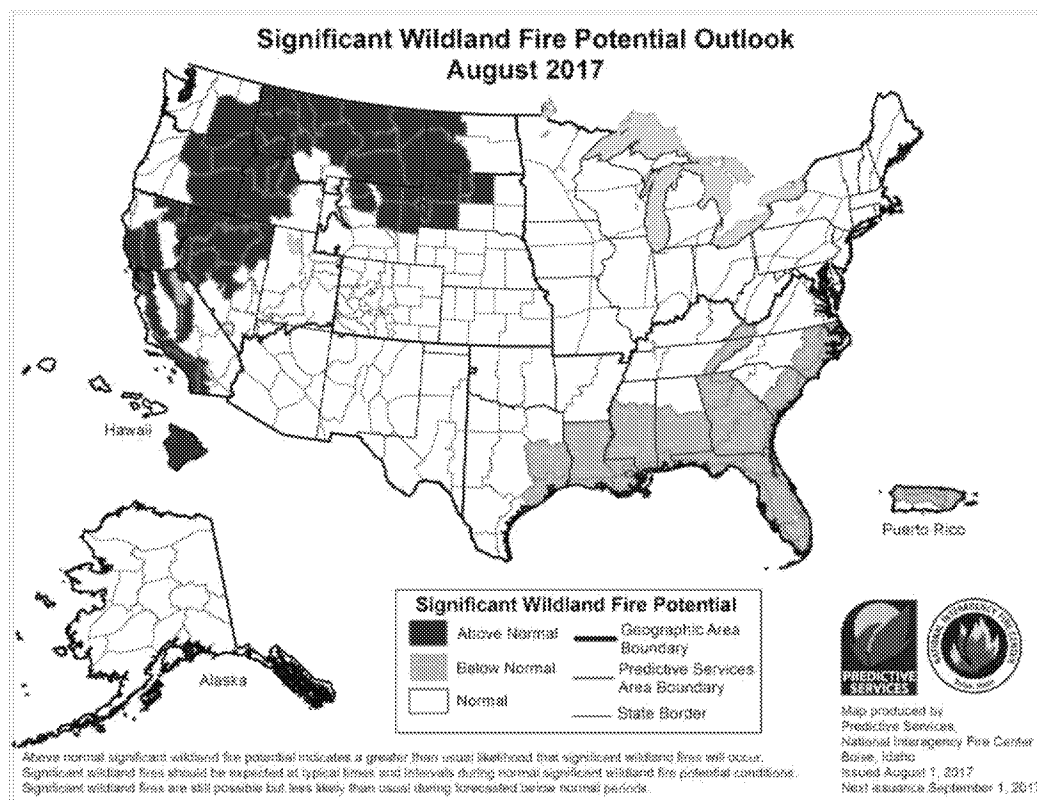 Significant Wildland Fire Potential Outlook
August 2017
Hawaii
Puerto Rico
Alaska
Significant Wildland Fire Potential
Above Normal
Below Normal
Normal
Geographic Area
Boundary
Predictive Services
Area Boundary
State Border
PREDICTIVE
SERVICES
NATIONAL INTERAGENCY FIRE CENTER
Map produced by
Predictive Services,
National Interagency Fire Center
Boise, Idaho
Issued August 1, 2017
Next issuance September 1, 2017
Above normal significant wildland fire potential indicates a greater than usual likelihood that significant wildland fires will occur.
Significant wildland fires should be expected at typical times and intervals during normal significant wildland fire potential conditions.
Significant wildland fires are still possible but less likely than usual during forecasted below normal periods.